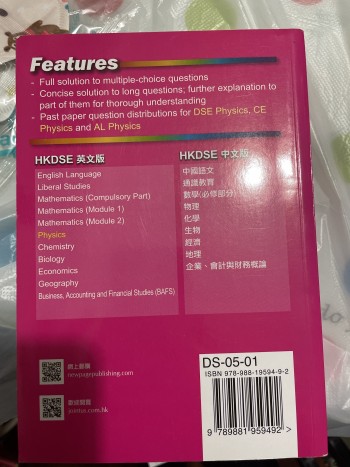 Features
- Full solution to multiple-choice questions
- Concise solution to long questions; further explanation to
part of them for thorough understanding
- Past paper question distributions for DSE Physics, CE
Physics and AL Physics
HKDSE 英文版
English Language
Liberal Studies
Mathematics (Compulsory Part)
Mathematics (Module 1)
Mathematics (Module 2)
Physics
Chemistry
Biology
Economics
Geography
Business, Accounting and Financial Studies (BAFS)
HKDSE 中文版
中國語文
通識教育
數學(必修部分)
物理
化學
生物
經濟
地理
企業、會計與財務概論
網上書購
newpagepublishing.com
DS-05-01
ISBN 978-988-19594-9-2
9 789881 959492 >